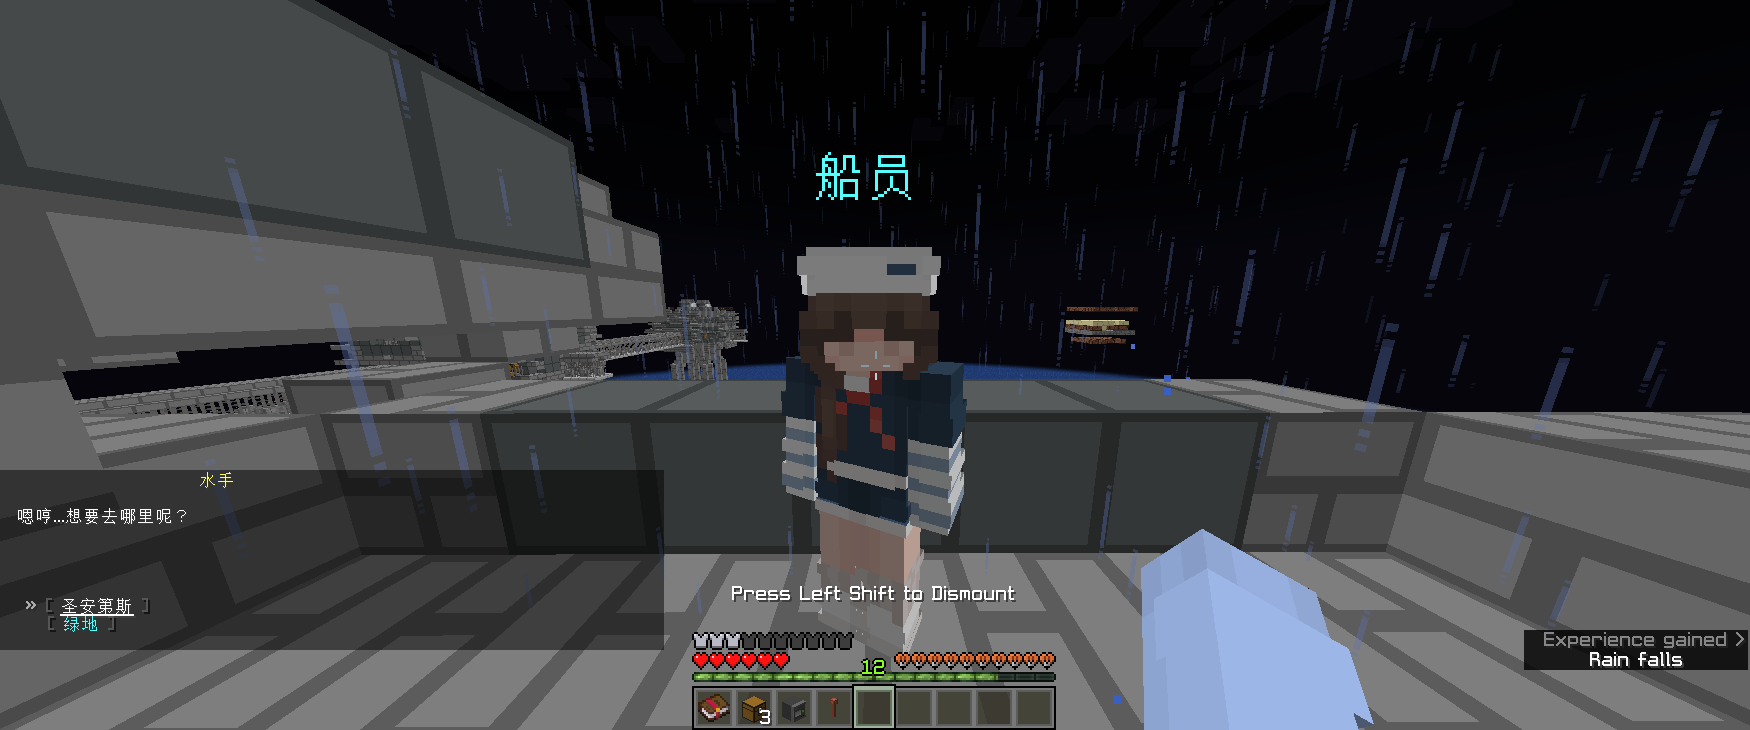 船员
水手
嗯哼...想要去哪里呢？
» [ 圣安第斯 ]
[ 绿地 ]
Press Left Shift to Dismount
Experience gained >
Rain falls
12
3